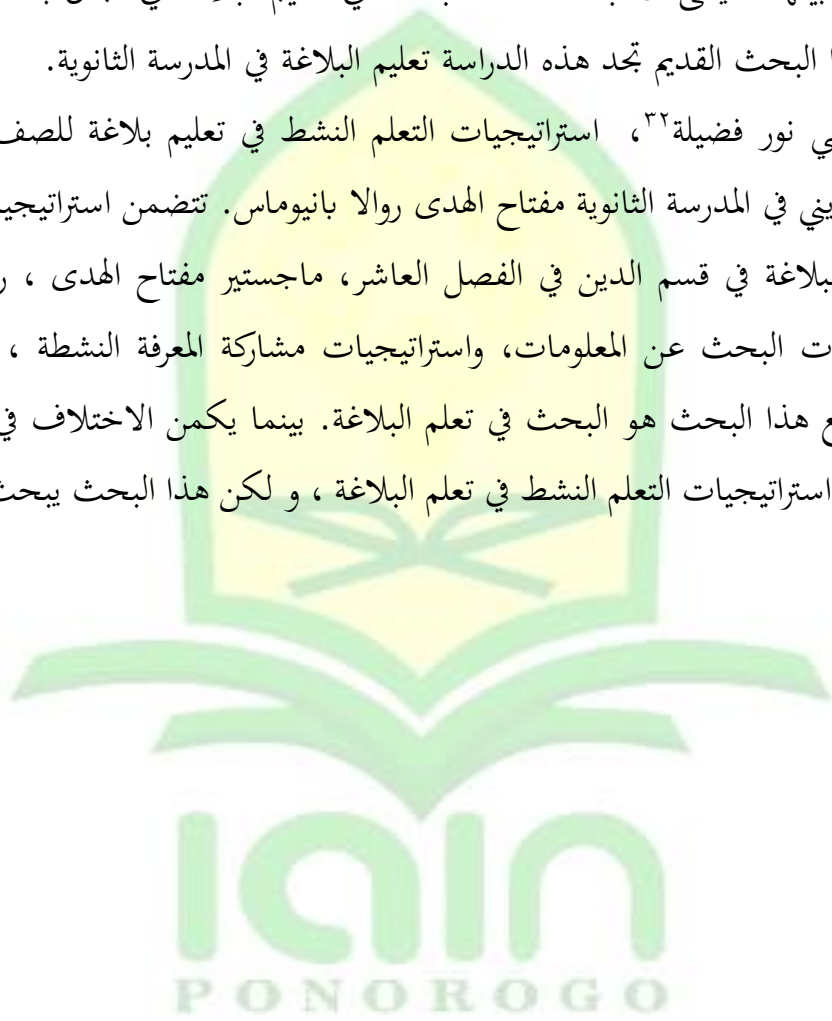 ا البحث القديم تجد هذه الدراسة تعليم البلاغة في المدرسة الثانوية.
ي نور فضيلة٣٢، استراتيجيات التعلم النشط في تعليم بلاغة للصف
يني في المدرسة الثانوية مفتاح الهدى روالا بانيوماس. تتضمن استراتيجي
لبلاغة في قسم الدين في الفصل العاشر، ماجستير مفتاح الهدى ، ر
ت البحث عن المعلومات، واستراتيجيات مشاركة المعرفة النشطة ،
ع هذا البحث هو البحث في تعلم البلاغة. بينما يكمن الاختلاف في
استراتيجيات التعلم النشط في تعلم البلاغة ، و لكن هذا البحث يبحث
iain
PONOROGO